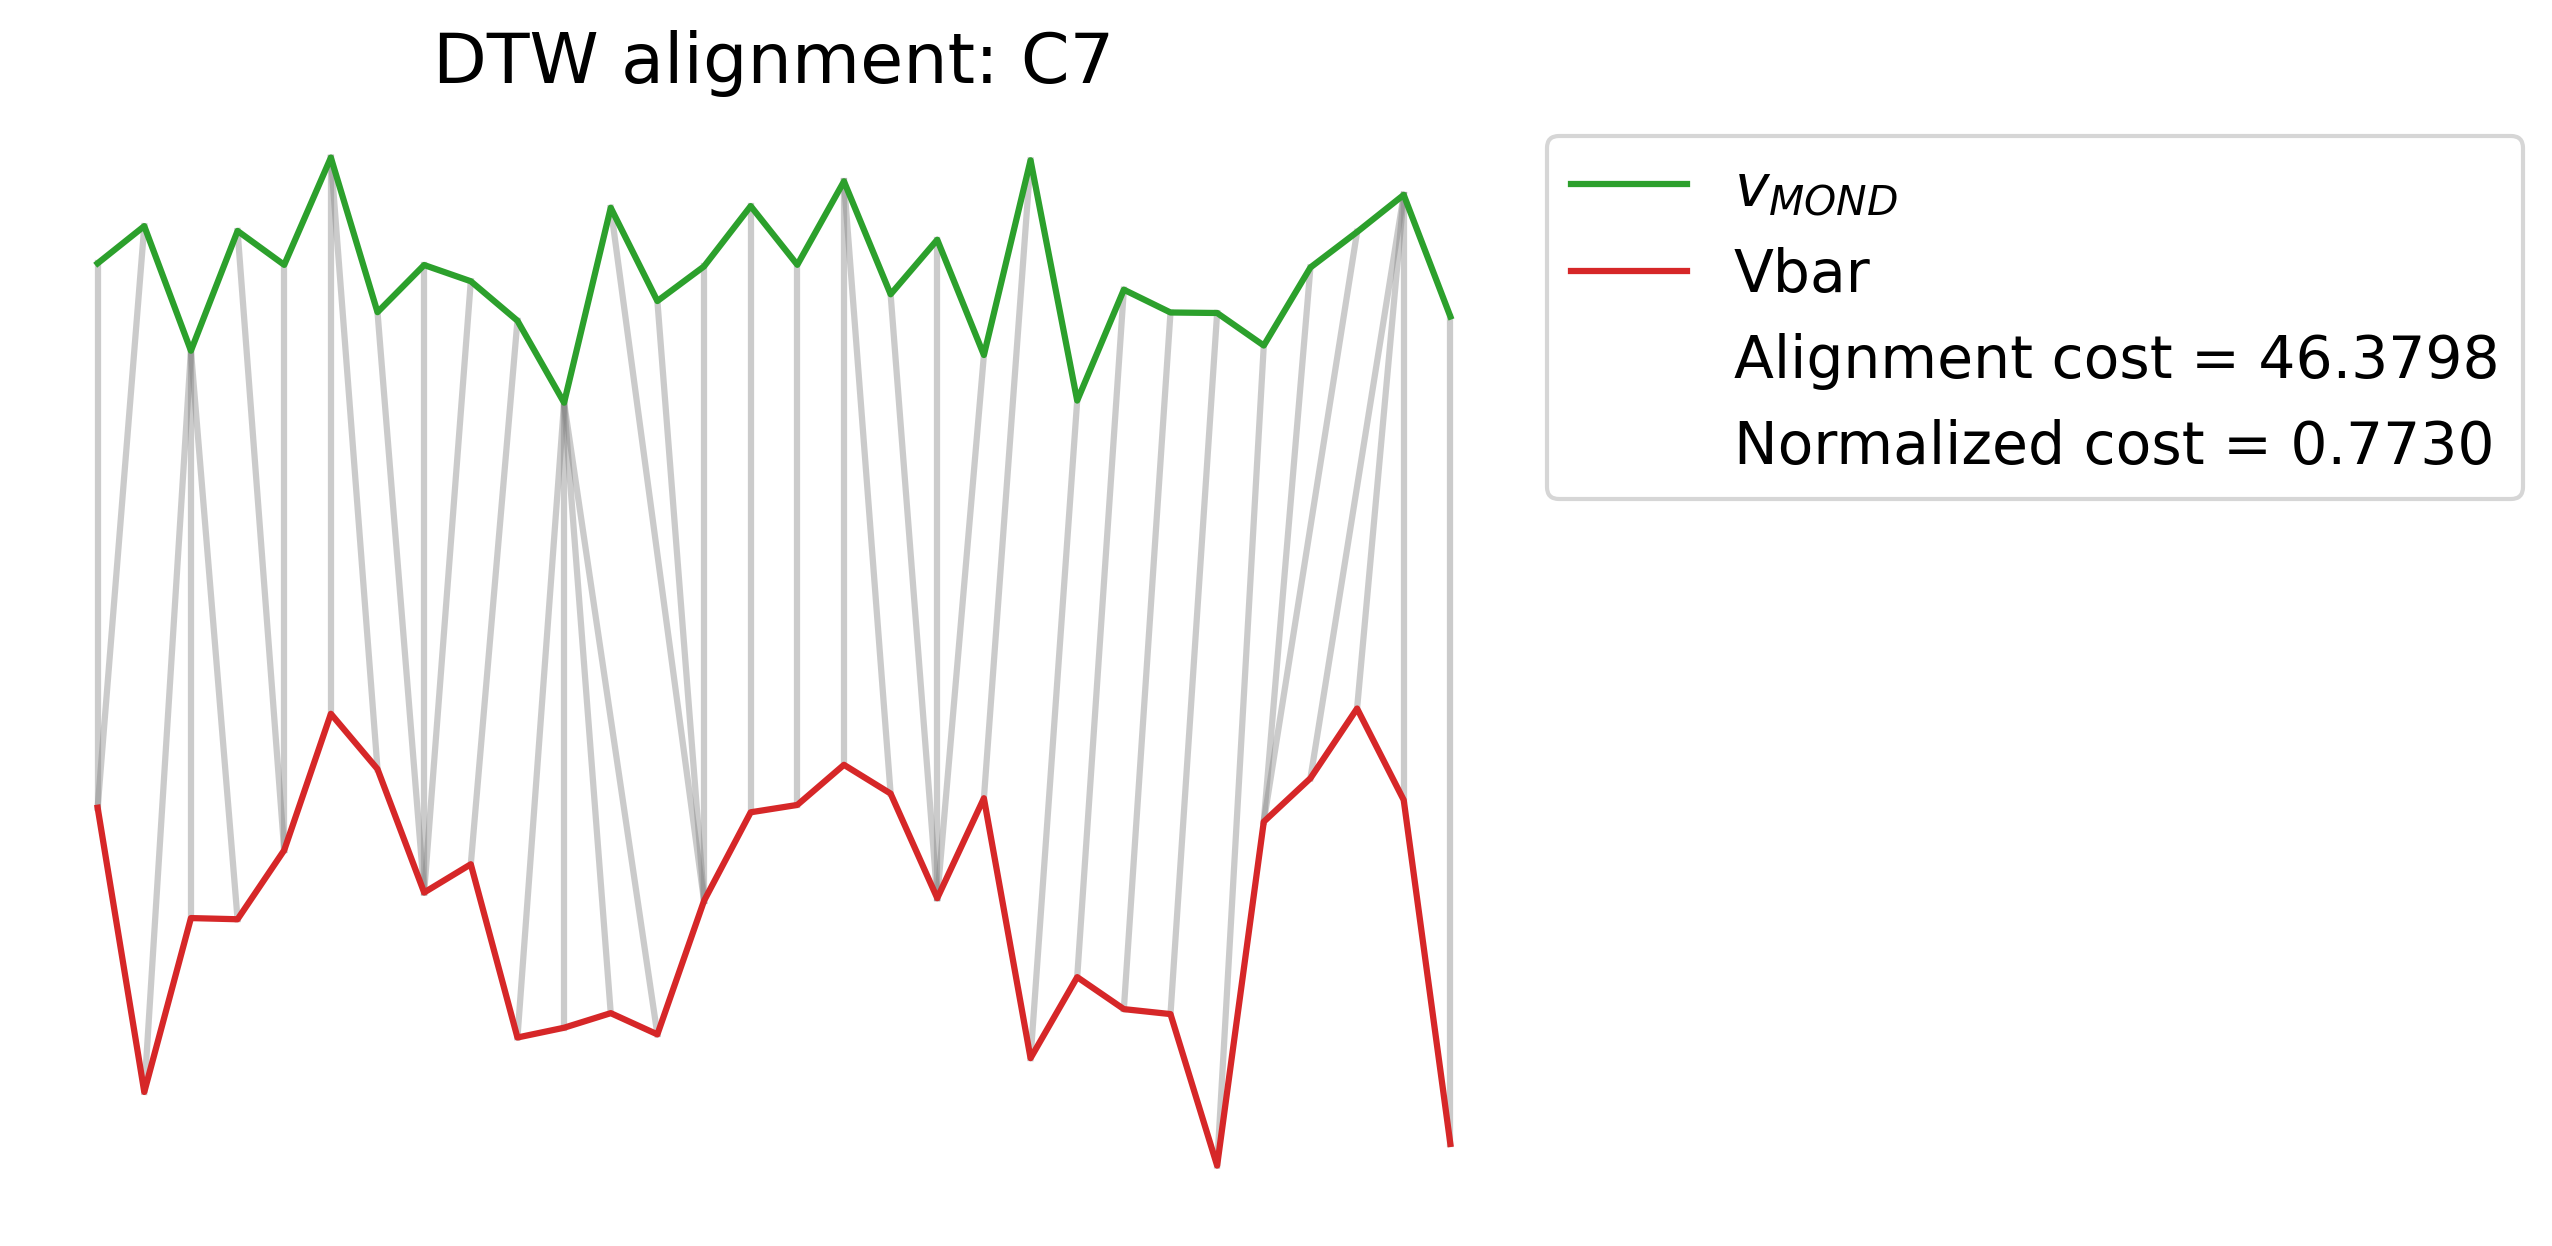 DTW alignment: C7
v_MOND
Vbar
Alignment cost = 46.3798
Normalized cost = 0.7730